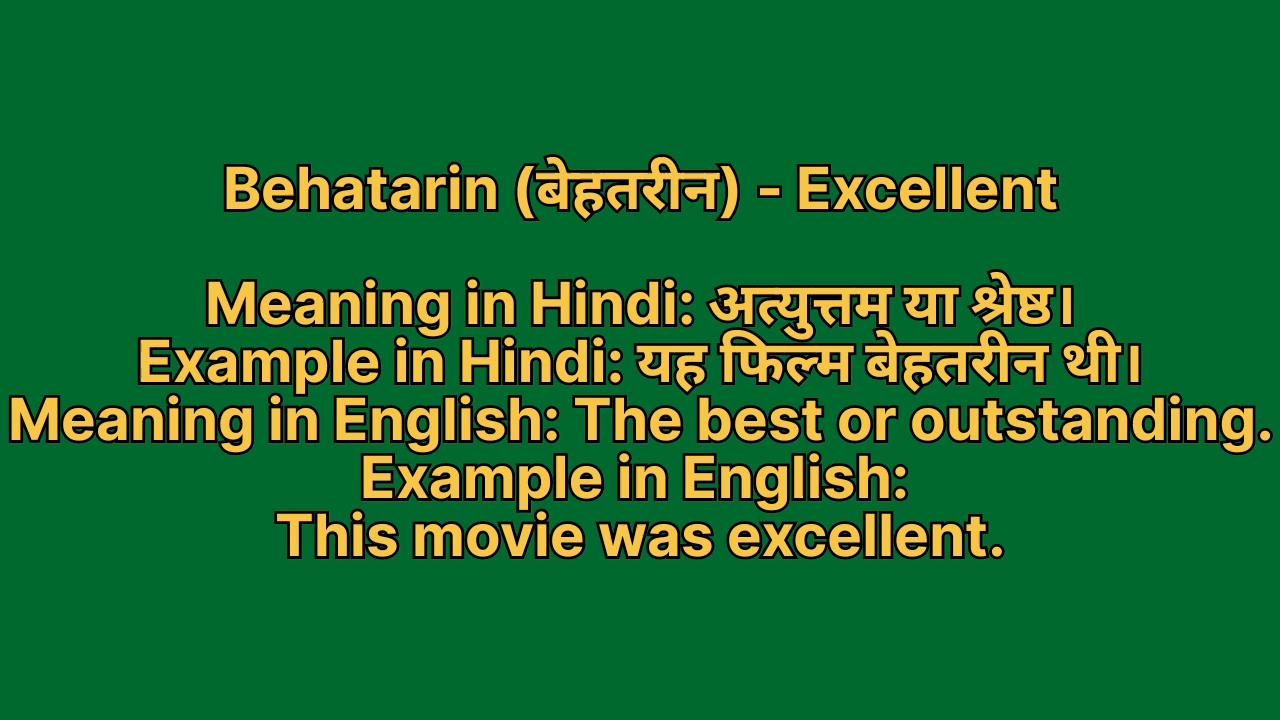 Behatarin (बेहतरीन) - Excellent
Meaning in Hindi: अत्युत्तम या श्रेष्ठ।
Example in Hindi: यह फिल्म बेहतरीन थी।
Meaning in English: The best or outstanding.
Example in English:
This movie was excellent.